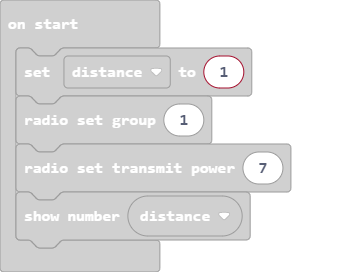 on start
set distance to 1
radio set group 1
radio set transmit power 7
show number distance